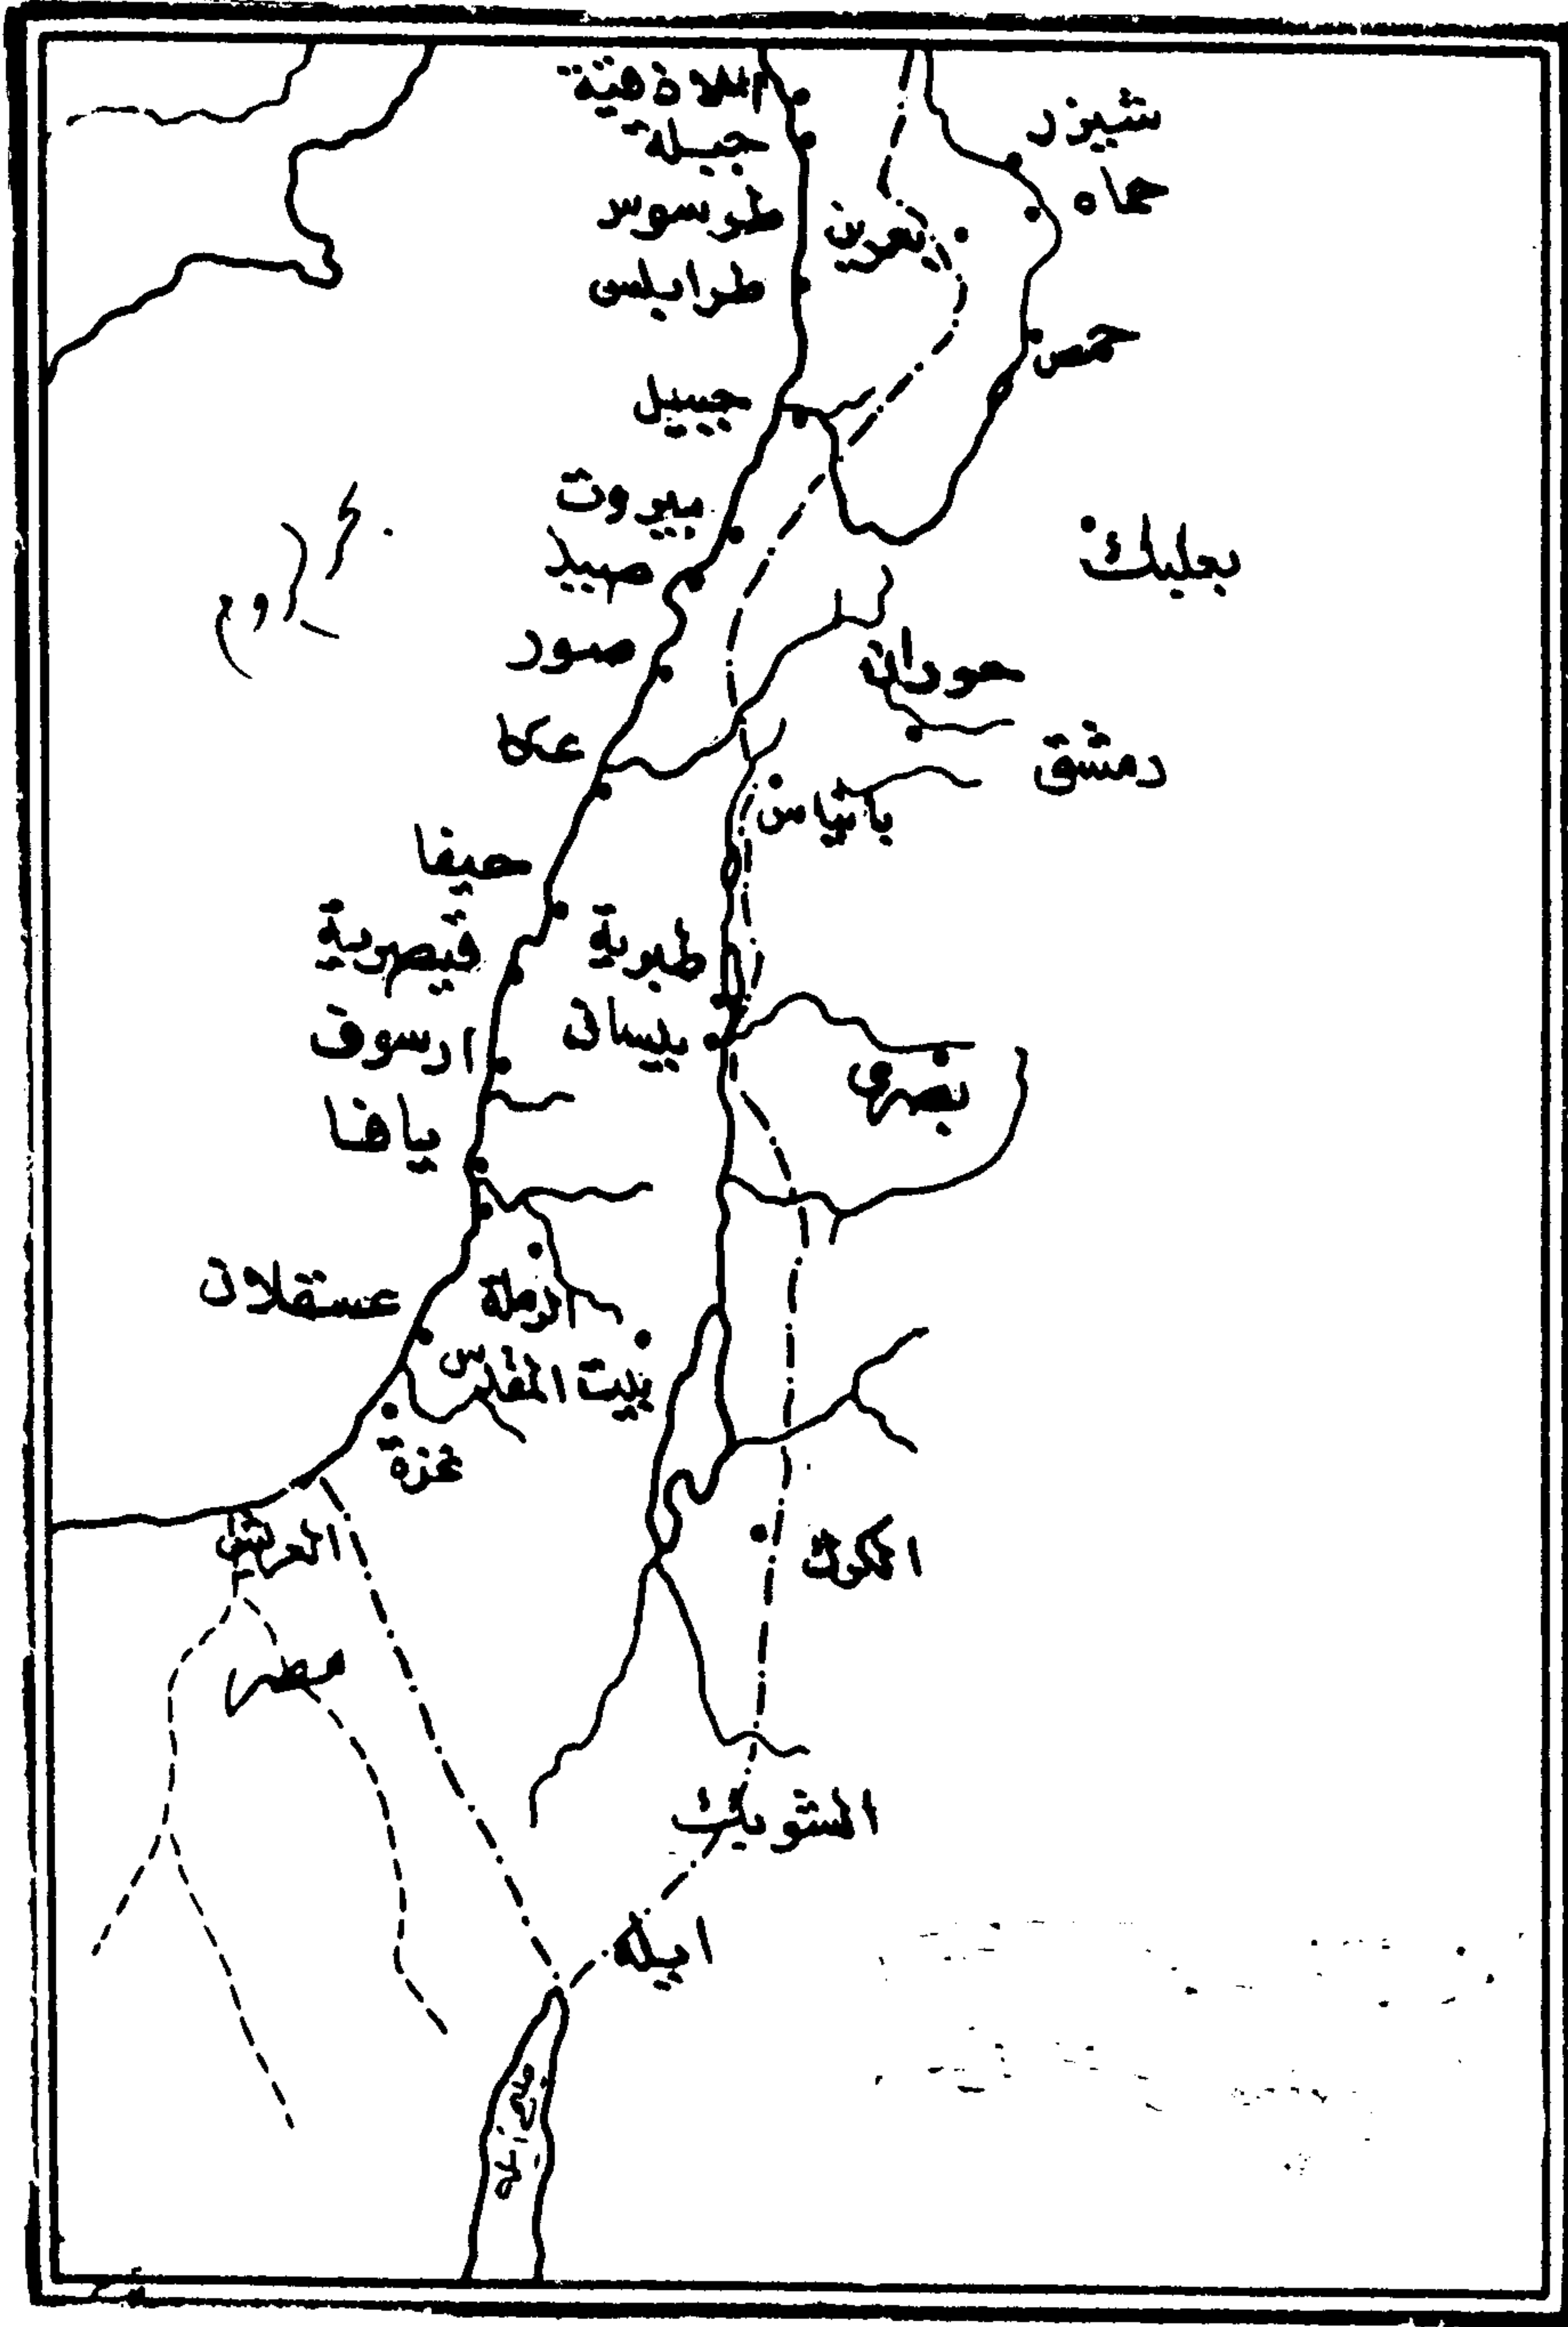 اللاذقية
شيزر
جبلة
حماه
طرسوس
بعرين
طرابلس
حمص
جبيل
بيروت
بعلبك
صيدا
صور
حوران
عكا
دمشق
بانياس
حيفا
قيصرية
طبرية
ارسوف
بيسان
بصرى
يافا
عسقلان
الرملة
بيت المقدس
غزة
العريش
الكرك
مصر
الشوبك
ايله